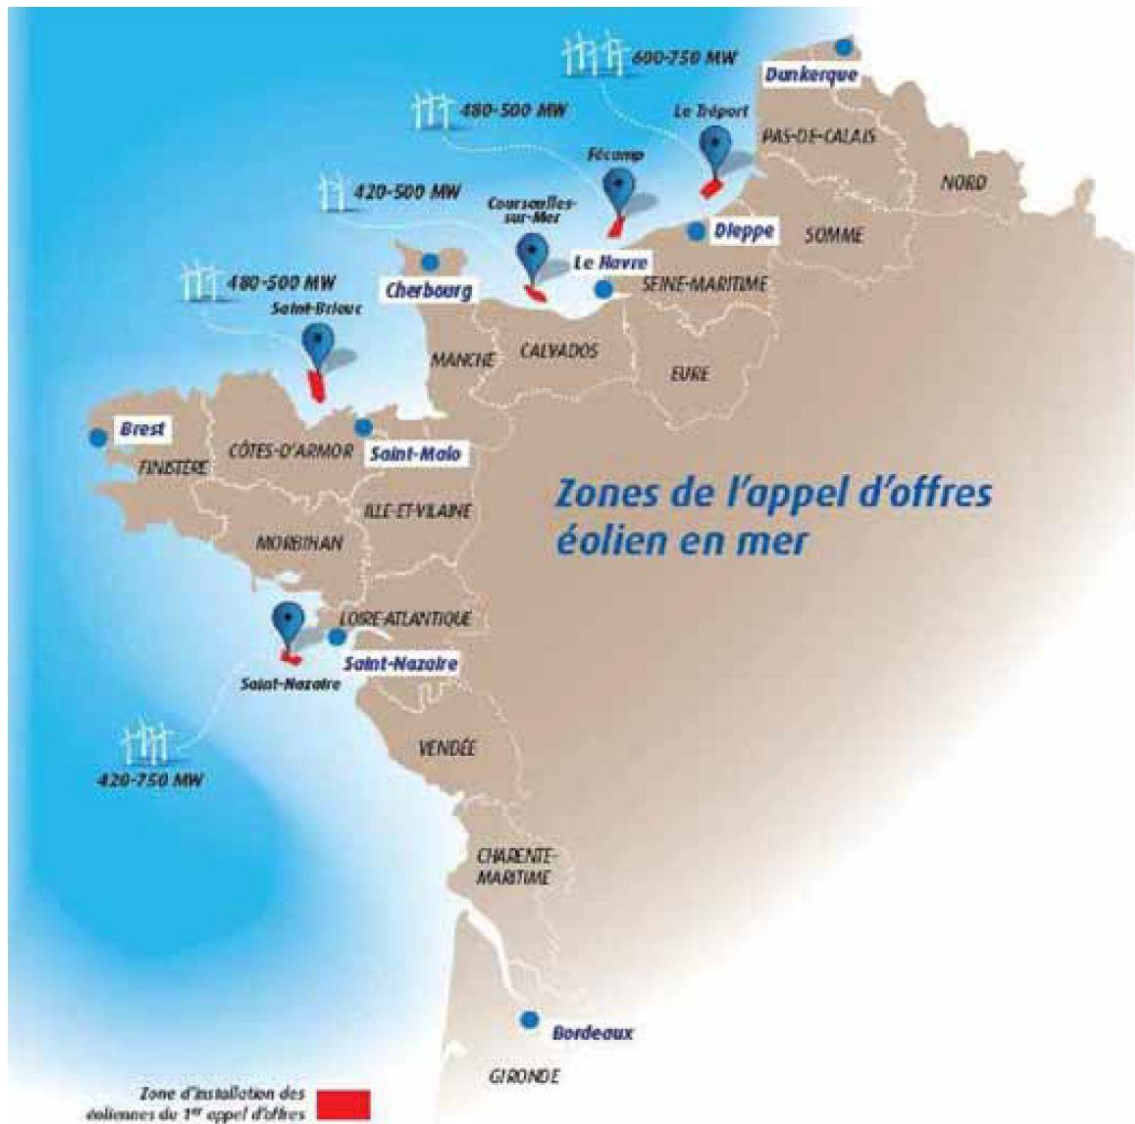 600-750 MW
Dunkerque
480-500 MW
Le Tréport
PAS-DE-CALAIS
Fécamp
NORD
420-500 MW
Courseulles-
sur-Mer
Dieppe
SOMME
Le Havre
480-500 MW
Cherbourg
SEINE-MARITIME
Saint-Brieuc
MANCHE
CALVADOS
EURE
Brest
CÔTES-D'ARMOR
Saint-Malo
FINISTÈRE
Zones de l'appel d'offres
éolien en mer
ILLE-ET-VILAINE
MORBIHAN
LOIRE-ATLANTIQUE
Saint-Nazaire
Saint-Nazaire
VENDÉE
420-750 MW
CHARENTE-
MARITIME
Bordeaux
GIRONDE
Zone d'installation des
éoliennes du 1er appel d'offres